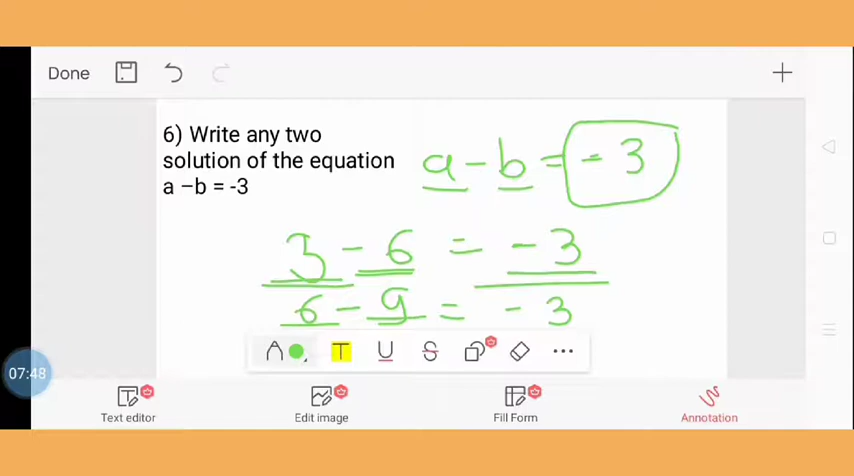 Done
6) Write any two
solution of the equation
a –b = -3
a - b = - 3
3 - 6 = - 3
6 - 9 = - 3
T
U
S
07:48
Text editor
Edit image
Fill Form
Annotation